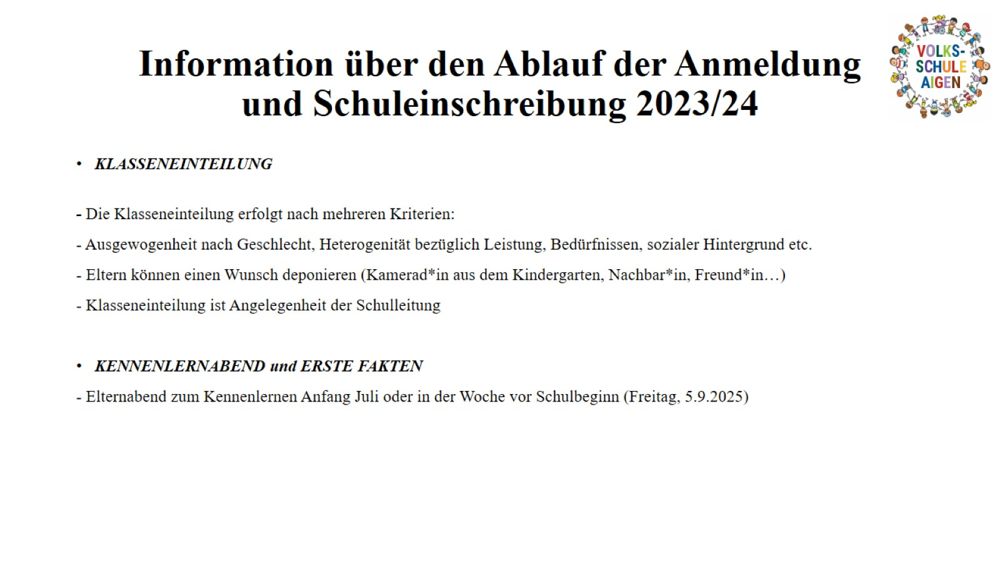 Information über den Ablauf der Anmeldung
und Schuleinschreibung 2023/24
VOLKS-
SCHULE
AIGEN
• KLASSENEINTEILUNG
- Die Klasseneinteilung erfolgt nach mehreren Kriterien:
- Ausgewogenheit nach Geschlecht, Heterogenität bezüglich Leistung, Bedürfnissen, sozialer Hintergrund etc.
- Eltern können einen Wunsch deponieren (Kamerad*in aus dem Kindergarten, Nachbar*in, Freund*in…)
- Klasseneinteilung ist Angelegenheit der Schulleitung
• KENNENLERNABEND und ERSTE FAKTEN
- Elternabend zum Kennenlernen Anfang Juli oder in der Woche vor Schulbeginn (Freitag, 5.9.2025)